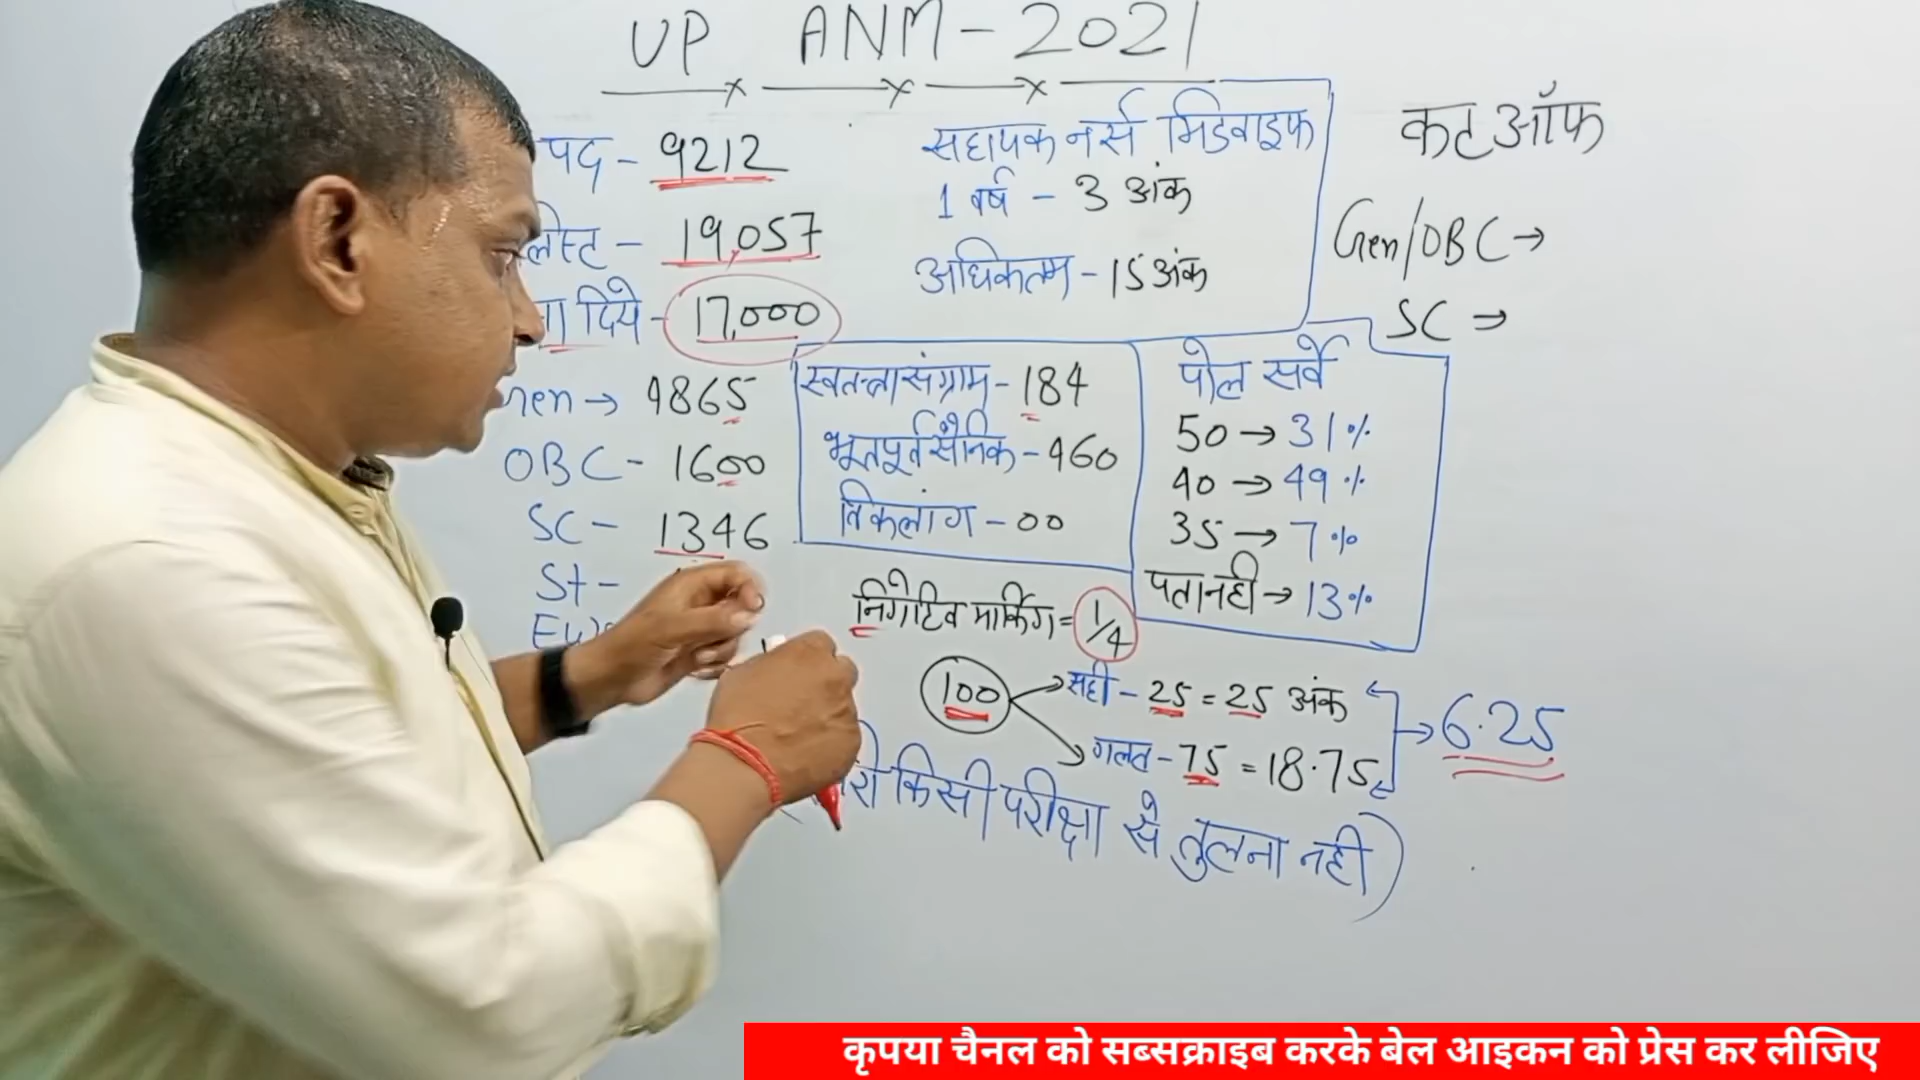 UP ANM - 2021
पद - 9212
सहायक नर्स मिडवाइफ
1 वर्ष - 3 अंक
अधिकतम - 15 अंक
कट ऑफ
Gen/OBC →
SC →
19,057
दिये - 17,000
4865
OBC - 1600
SC - 1346
St -
स्वतन्त्रता संग्राम - 184
भूतपूर्व सैनिक - 460
विकलांग - 00
पोल सर्वे
50 → 31%
40 → 49%
35 → 7%
पता नही → 13%
निगेटिव मार्किंग = 1/4
100
सही - 25 = 25 अंक
गलत - 75 = 18.75
→ 6.25
किसी परीक्षा से तुलना नही)
कृपया चैनल को सब्सक्राइब करके बेल आइकन को प्रेस कर लीजिए